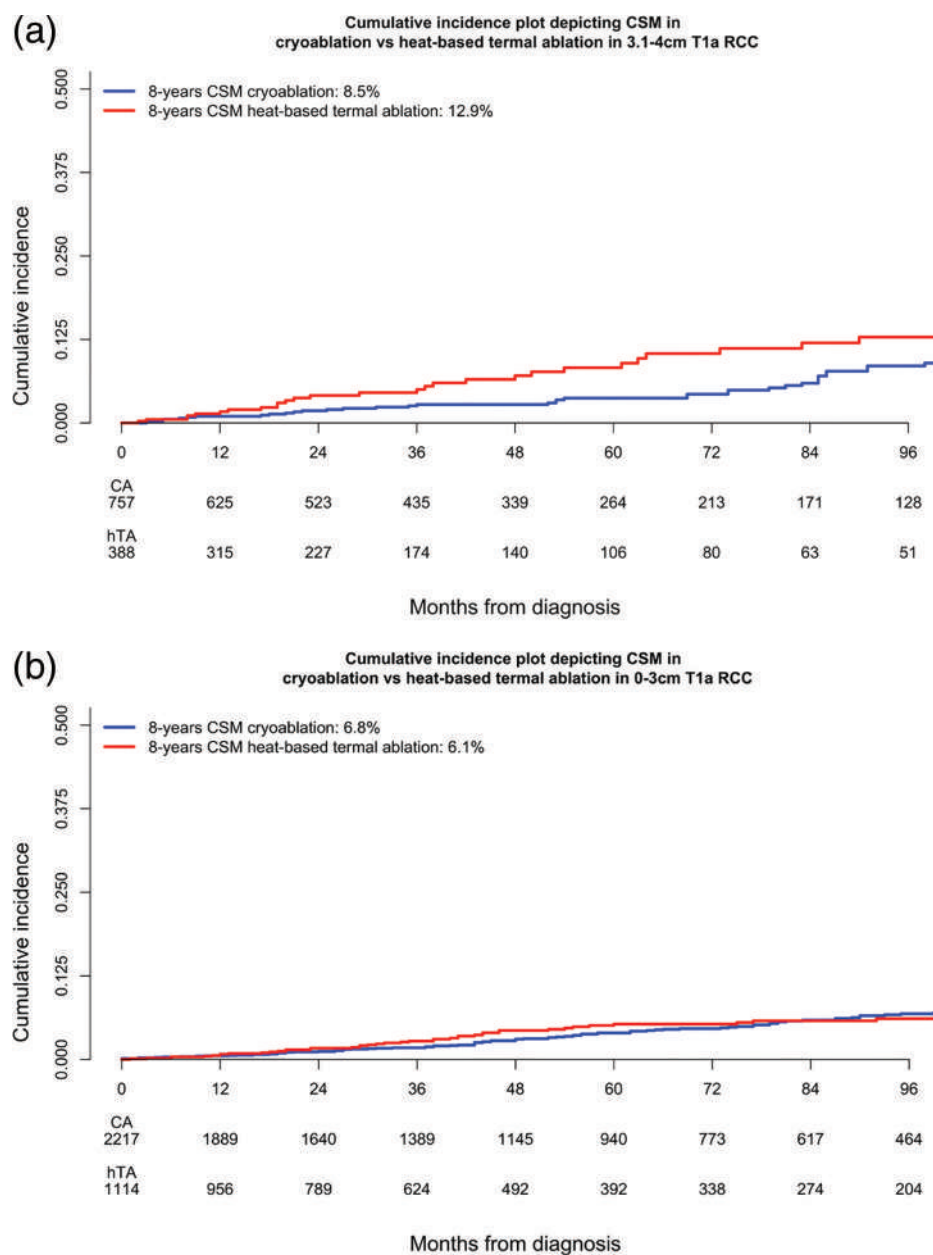 (a)
Cumulative incidence plot depicting CSM in
cryoablation vs heat-based termal ablation in 3.1-4cm T1a RCC
8-years CSM cryoablation: 8.5%
8-years CSM heat-based termal ablation: 12.9%
Cumulative incidence
0.500
0.375
0.250
0.125
0.000
0 12 24 36 48 60 72 84 96
CA
757 625 523 435 339 264 213 171 128
hTA
388 315 227 174 140 106 80 63 51
Months from diagnosis
(b)
Cumulative incidence plot depicting CSM in
cryoablation vs heat-based termal ablation in 0-3cm T1a RCC
8-years CSM cryoablation: 6.8%
8-years CSM heat-based termal ablation: 6.1%
Cumulative incidence
0.500
0.375
0.250
0.125
0.000
0 12 24 36 48 60 72 84 96
CA
2217 1889 1640 1389 1145 940 773 617 464
hTA
1114 956 789 624 492 392 338 274 204
Months from diagnosis